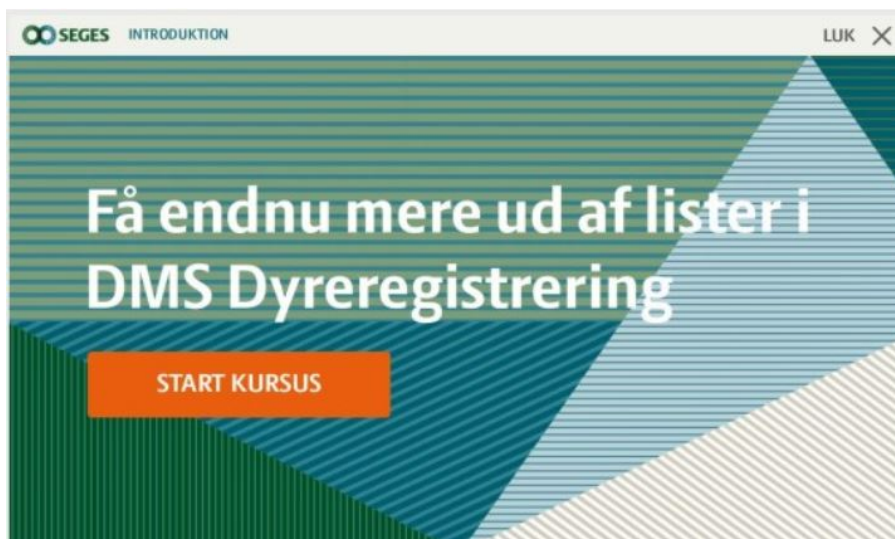 SEGES INTRODUKTION LUK
Få endnu mere ud af lister i
DMS Dyreregistrering
START KURSUS